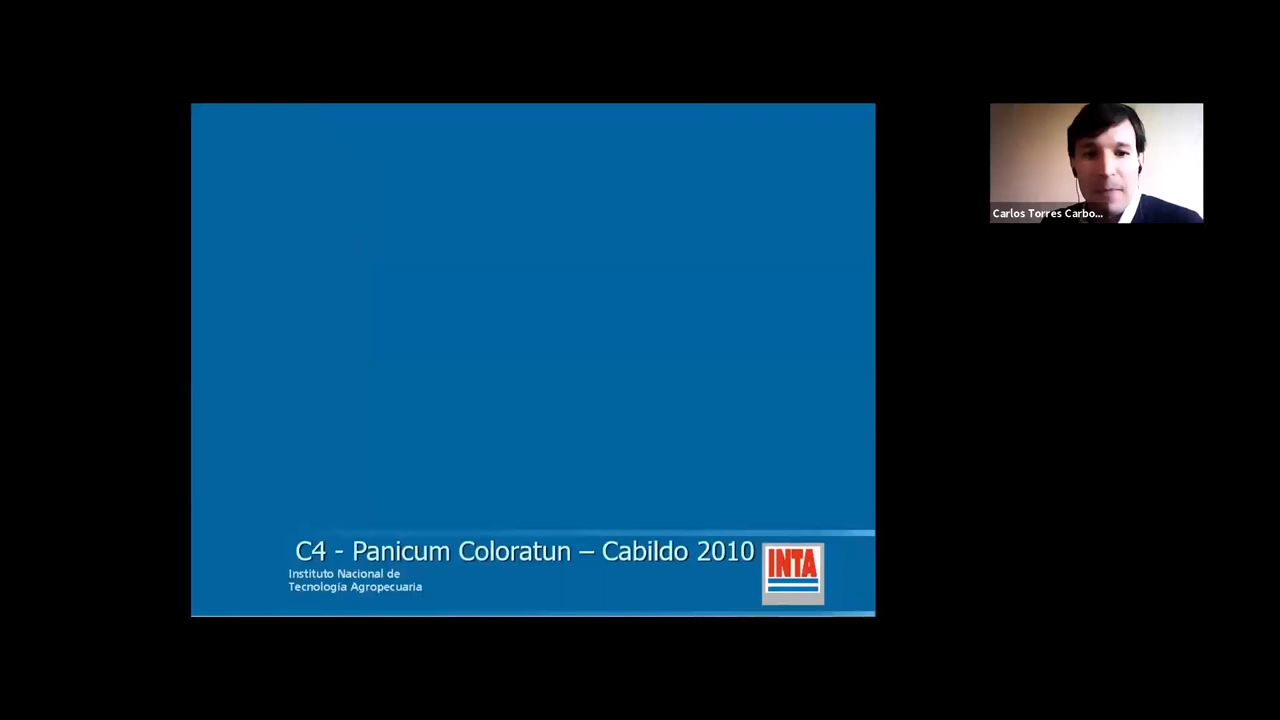 Carlos Torres Carbo...
C4 - Panicum Coloratun – Cabildo 2010
Instituto Nacional de
Tecnología Agropecuaria
INTA